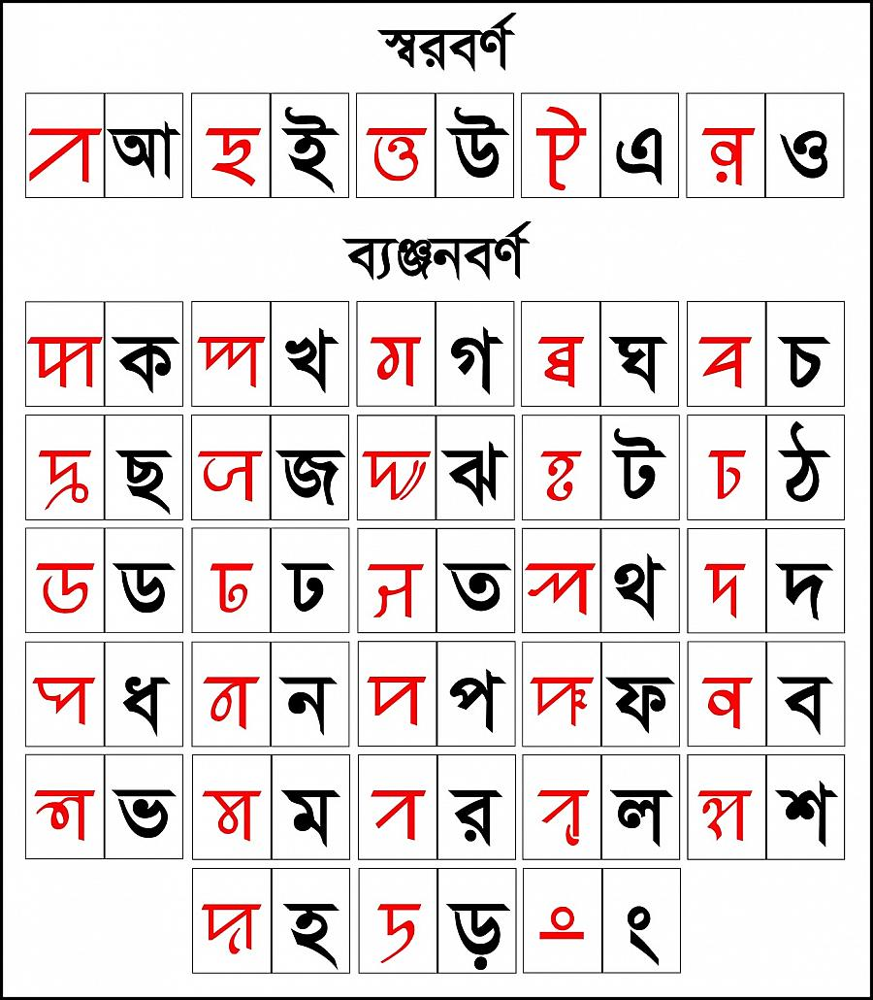 স্বরবর্ণ
ꠀ আ ꠁ ই ꠃ উ ꠄ এ ꠅ ও
ব্যঞ্জনবর্ণ
ꠇ ক ꠈ খ ꠉ গ ꠊ ঘ ꠌ চ
ꠍ ছ ꠎ জ ꠏ ঝ ꠐ ট ꠑ ঠ
ꠒ ড ꠓ ঢ ꠔ ত ꠕ থ ꠖ দ
ꠗ ধ ꠘ ন ꠙ প ꠚ ফ ꠛ ব
ꠜ ভ ꠝ ম ꠞ র ꠟ ল ꠡ শ
ꠢ হ ꠠ ড় ꠋ ং